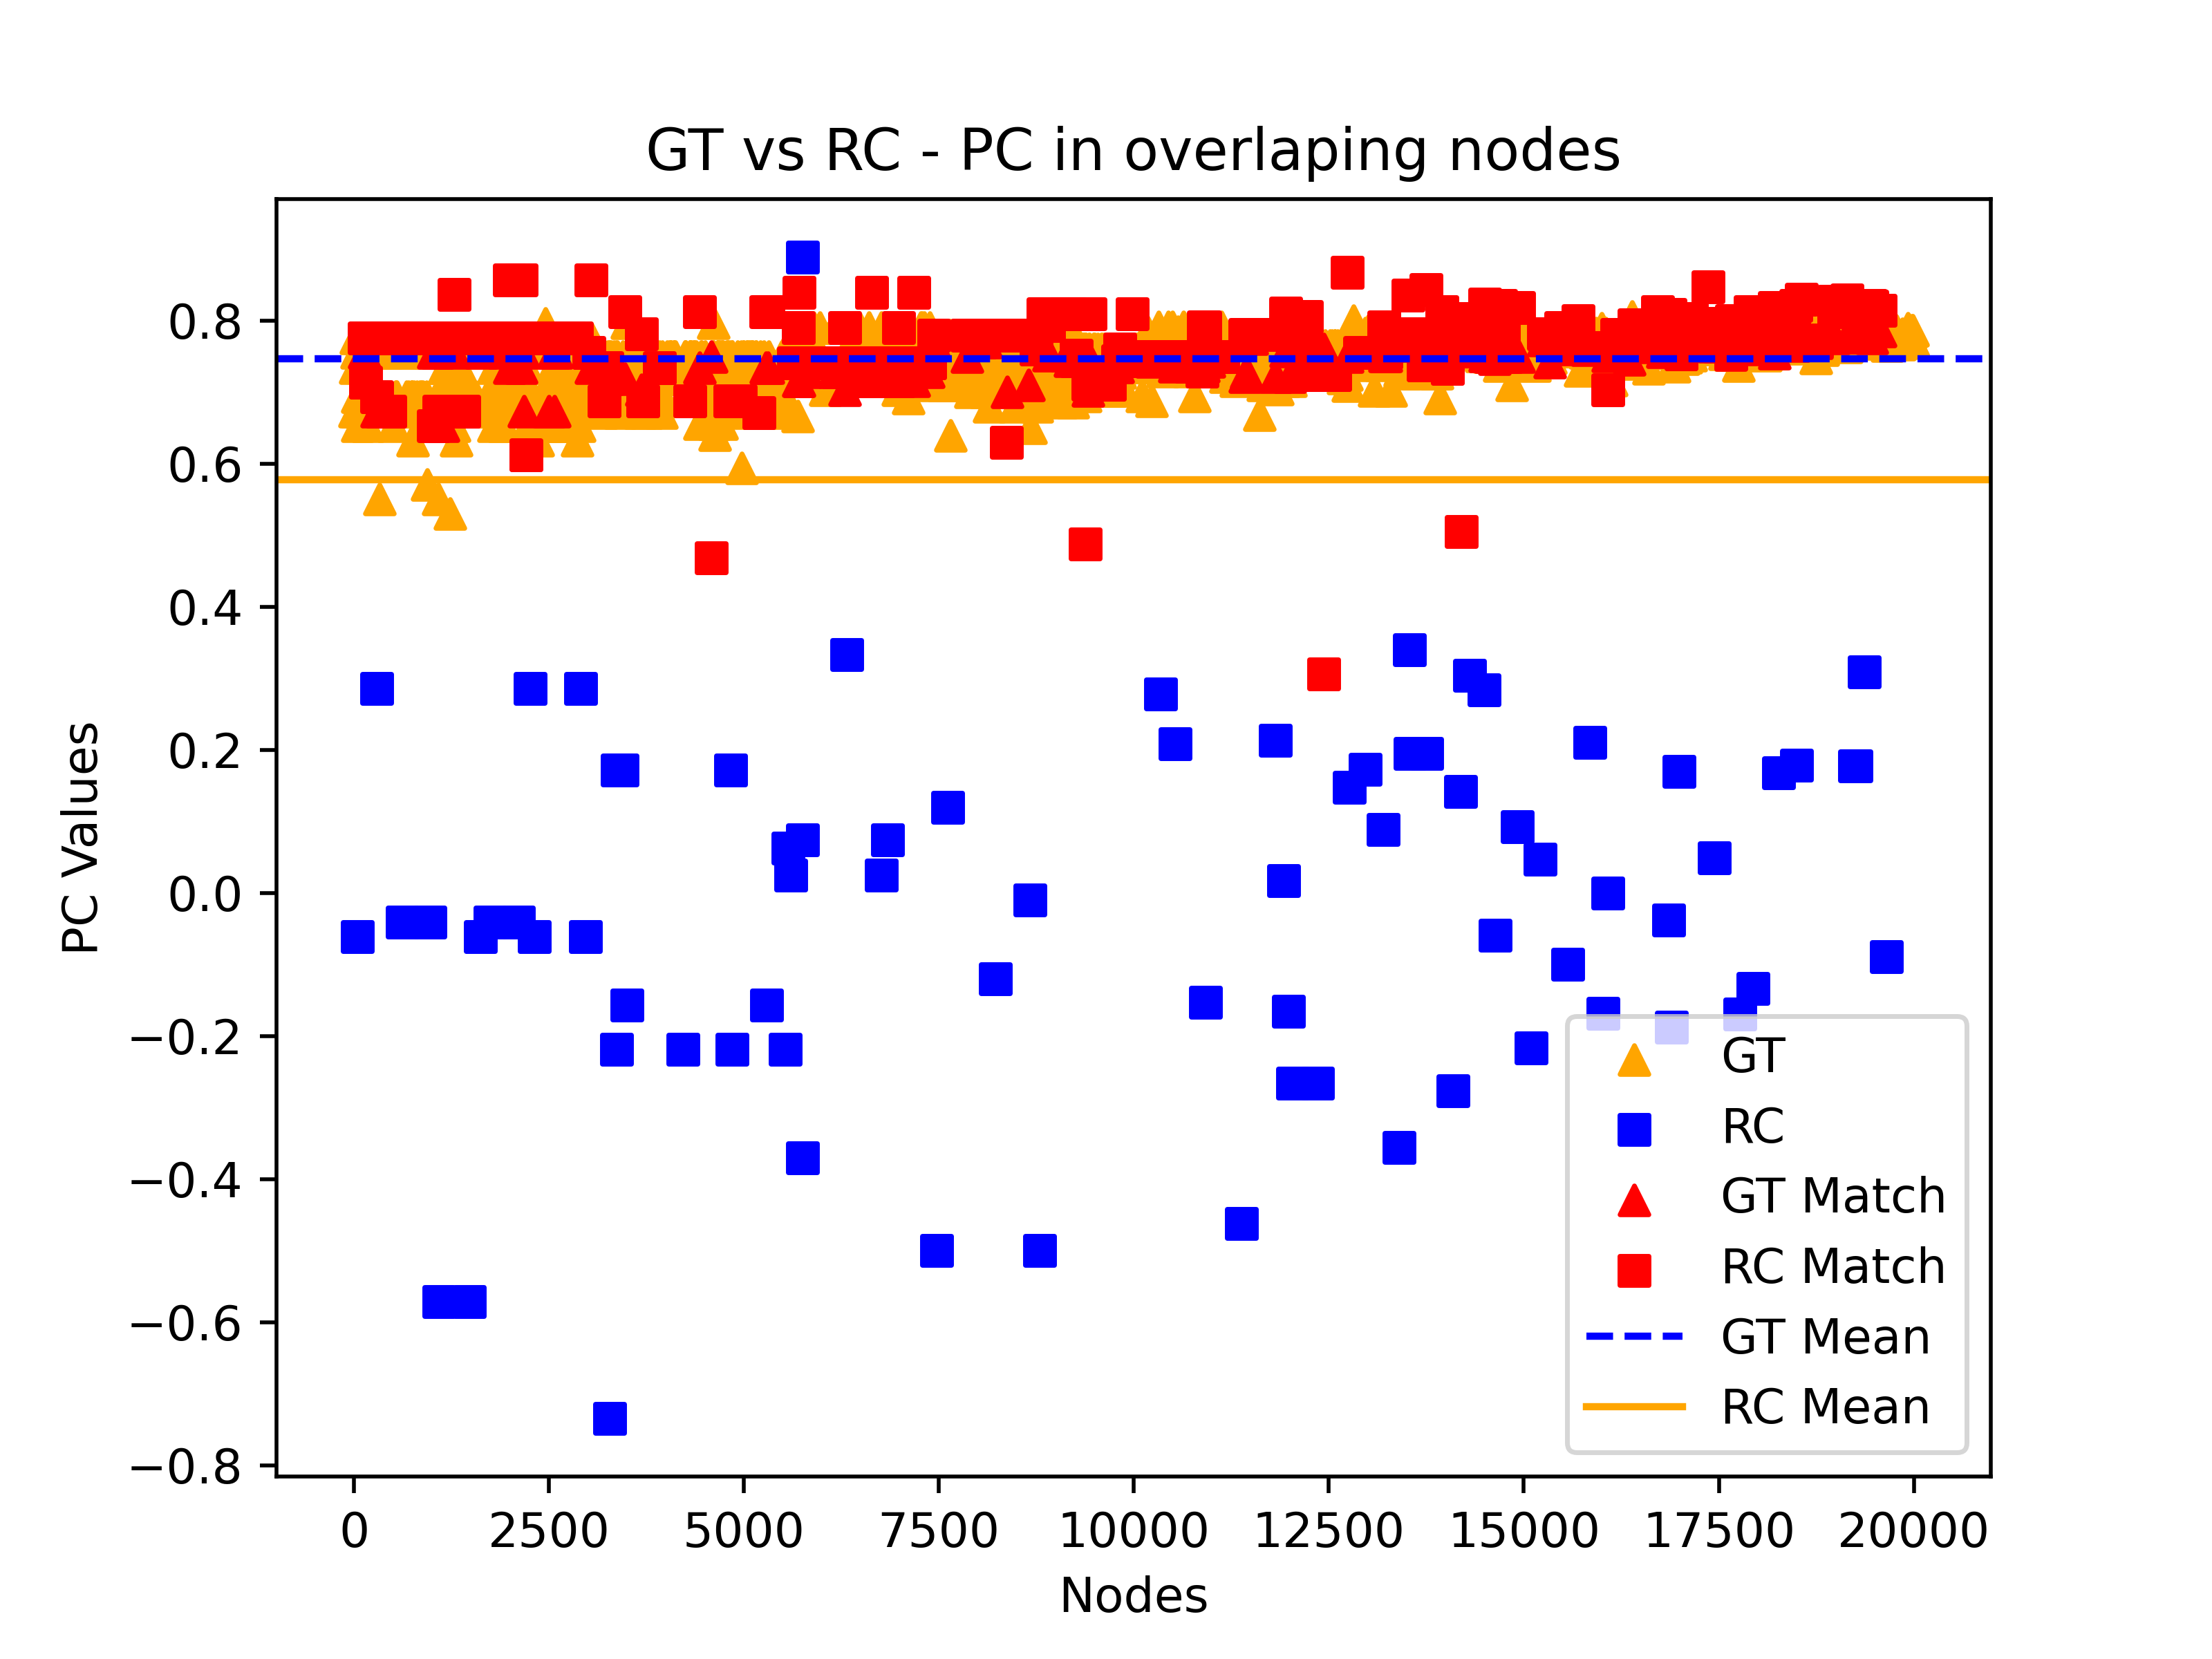 GT vs RC - PC in overlaping nodes
PC Values
0.8
0.6
0.4
0.2
0.0
−0.2
−0.4
−0.6
−0.8
GT
RC
GT Match
RC Match
GT Mean
RC Mean
0 2500 5000 7500 10000 12500 15000 17500 20000
Nodes